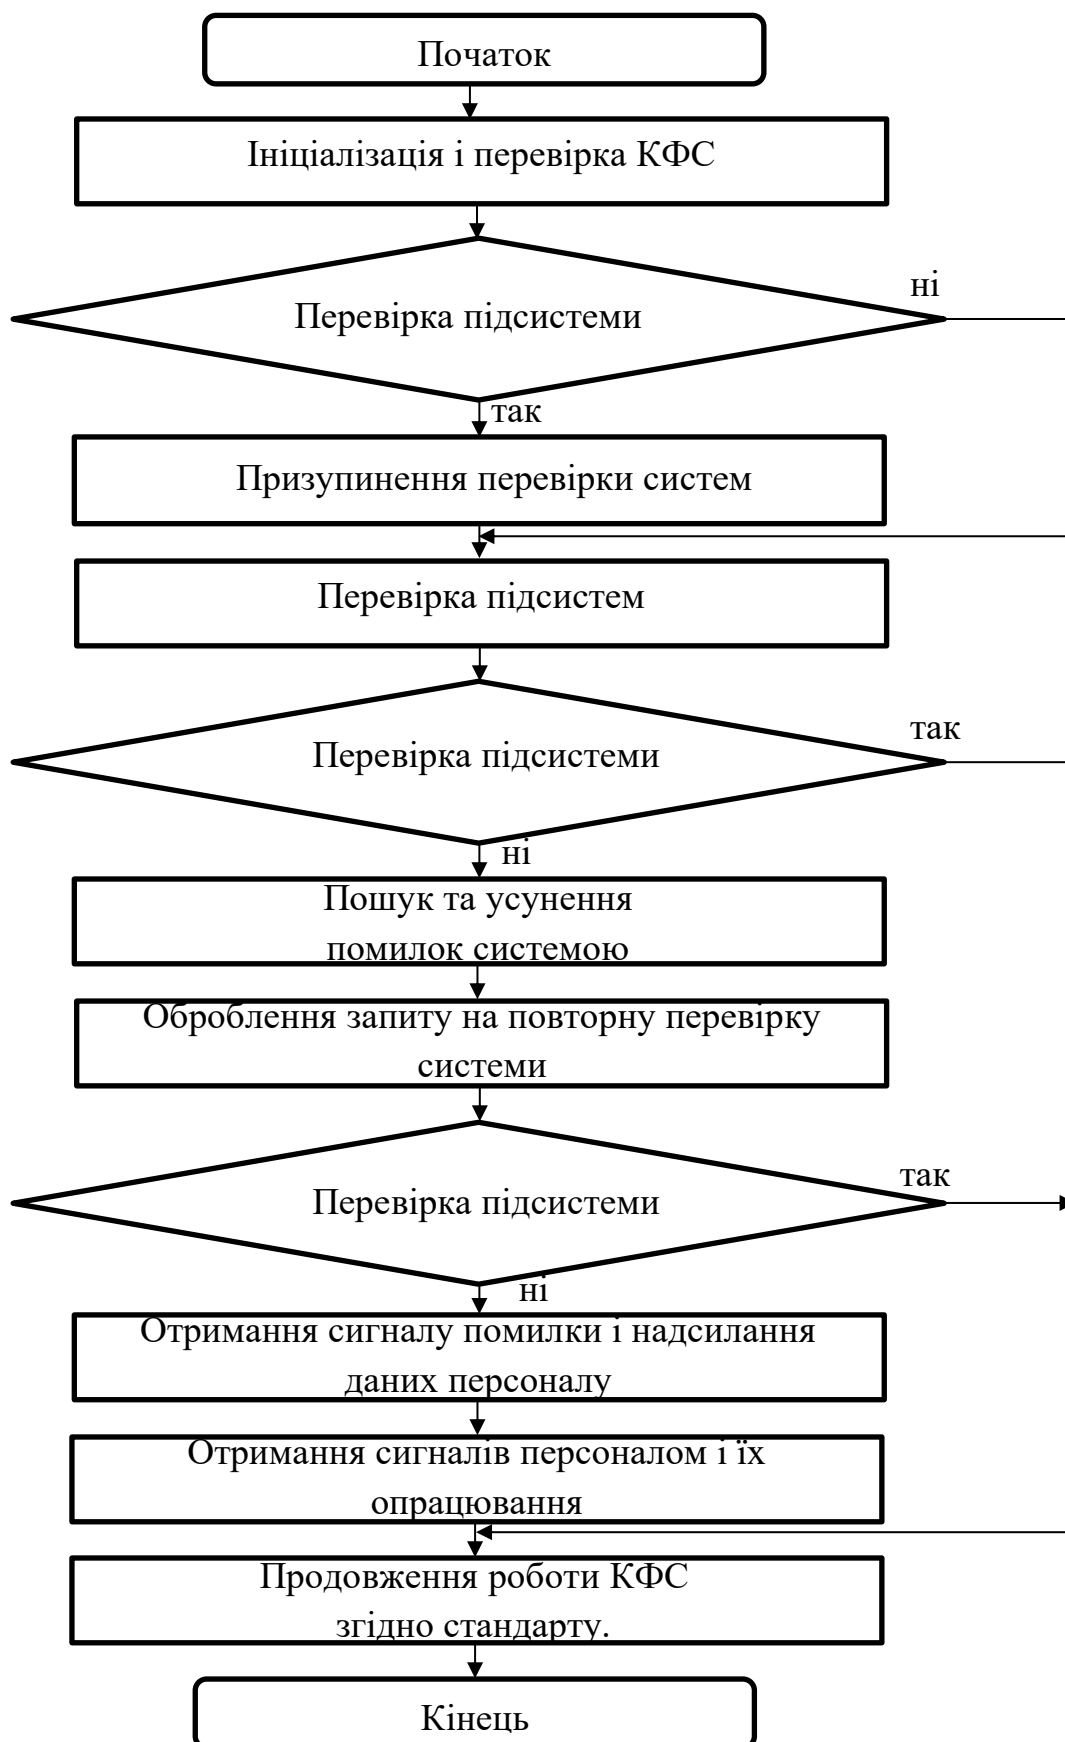 Початок
Ініціалізація і перевірка КФС
ні
Перевірка підсистеми
так
Призупинення перевірки систем
Перевірка підсистем
так
Перевірка підсистеми
ні
Пошук та усунення
помилок системою
Оброблення запиту на повторну перевірку
системи
так
Перевірка підсистеми
ні
Отримання сигналу помилки і надсилання
даних персоналу
Отримання сигналів персоналом і їх
опрацювання
Продовження роботи КФС
згідно стандарту.
Кінець